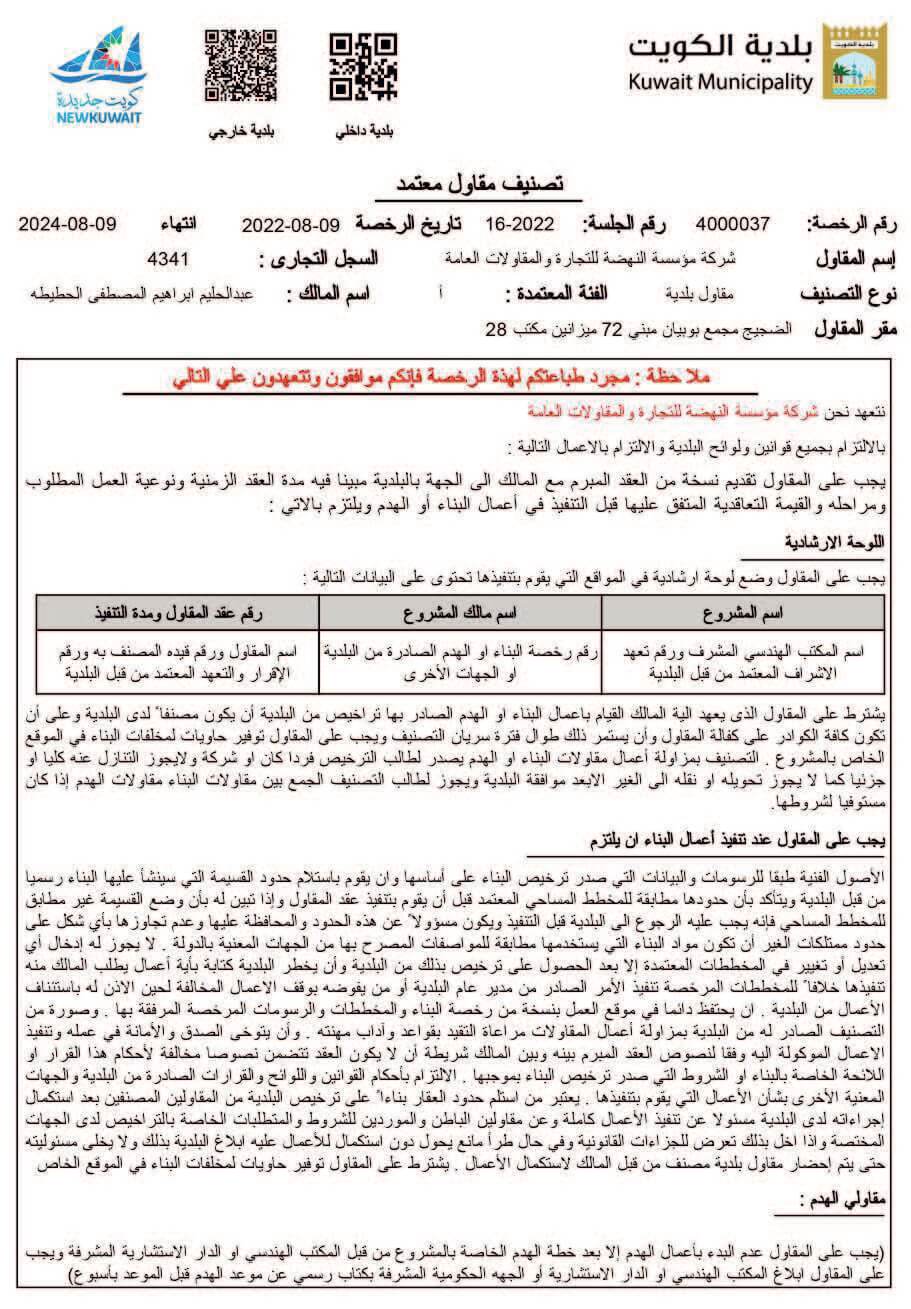 كويت جديدة
NEWKUWAIT
بلدية خارجي
بلدية داخلي
بلدية الكويت
Kuwait Municipality
بلدية الكويت
تصنيف مقاول معتمد
رقم الرخصة: 4000037 رقم الجلسة: 16-2022 تاريخ الرخصة 2022-08-09 انتهاء 2024-08-09
إسم المقاول شركة مؤسسة النهضة للتجارة والمقاولات العامة السجل التجارى : 4341
نوع التصنيف مقاول بلدية الفئة المعتمدة : أ اسم المالك : عبدالحليم ابراهيم المصطفى الحطيطه
مقر المقاول الضجيج مجمع بوبيان مبني 72 ميزانين مكتب 28
ملا حظة : مجرد طباعتكم لهذة الرخصة فإنكم موافقون وتتعهدون علي التالي
نتعهد نحن شركة مؤسسة النهضة للتجارة والمقاولات العامة
بالالتزام بجميع قوانين ولوائح البلدية والالتزام بالاعمال التالية :
يجب على المقاول تقديم نسخة من العقد المبرم مع المالك الى الجهة بالبلدية مبينا فيه مدة العقد الزمنية ونوعية العمل المطلوب
ومراحله والقيمة التعاقدية المتفق عليها قبل التنفيذ في أعمال البناء أو الهدم ويلتزم بالاتي :
اللوحة الارشادية
يجب على المقاول وضع لوحة ارشادية في المواقع التي يقوم بتنفيذها تحتوى على البيانات التالية :
اسم المشروع اسم مالك المشروع رقم عقد المقاول ومدة التنفيذ
اسم المكتب الهندسي المشرف ورقم تعهد رقم رخصة البناء او الهدم الصادرة من البلدية اسم المقاول ورقم قيده المصنف به ورقم
الاشراف المعتمد من قبل البلدية او الجهات الأخرى الإقرار والتعهد المعتمد من قبل البلدية
يشترط على المقاول الذى يعهد الية المالك القيام باعمال البناء او الهدم الصادر بها تراخيص من البلدية أن يكون مصنفاً لدى البلدية وعلى أن
تكون كافة الكوادر على كفالة المقاول وأن يستمر ذلك طوال فترة سريان التصنيف ويجب على المقاول توفير حاويات لمخلفات البناء في الموقع
الخاص بالمشروع . التصنيف بمزاولة أعمال مقاولات البناء او الهدم يصدر لطالب الترخيص فردا كان او شركة ولايجوز التنازل عنه كليا او
جزئيا كما لا يجوز تحويله او نقله الى الغير الابعد موافقة البلدية ويجوز لطالب التصنيف الجمع بين مقاولات البناء مقاولات الهدم إذا كان
مستوفيا لشروطها.
يجب على المقاول عند تنفيذ أعمال البناء ان يلتزم
الأصول الفنية طبقا للرسومات والبيانات التي صدر ترخيص البناء على أساسها وان يقوم باستلام حدود القسيمة التي سينشأ عليها البناء رسميا
من قبل البلدية ويتأكد بأن حدودها مطابقة للمخطط المساحي المعتمد قبل أن يقوم بتنفيذ عقد المقاول وإذا تبين له بأن وضع القسيمة غير مطابق
للمخطط المساحي فإنه يجب عليه الرجوع الى البلدية قبل التنفيذ ويكون مسؤولاً عن هذه الحدود والمحافظة عليها وعدم تجاوزها بأي شكل على
حدود ممتلكات الغير أن تكون مواد البناء التي يستخدمها مطابقة للمواصفات المصرح بها من الجهات المعنية بالدولة . لا يجوز له إدخال أي
تعديل أو تغيير في المخططات المعتمدة إلا بعد الحصول على ترخيص بذلك من البلدية وأن يخطر البلدية كتابة بأية أعمال يطلب المالك منه
تنفيذها خلافاً للمخططات المرخصة تنفيذ الأمر الصادر من مدير عام البلدية أو من يفوضه بوقف الاعمال المخالفة لحين الاذن له باستئناف
الأعمال من البلدية . ان يحتفظ دائما في موقع العمل بنسخة من رخصة البناء والمخططات والرسومات المرخصة المرفقة بها . وصورة من
التصنيف الصادر له من البلدية بمزاولة أعمال المقاولات مراعاة التقيد بقواعد وآداب مهنته . وأن يتوخى الصدق والأمانة في عمله وتنفيذ
الاعمال الموكولة اليه وفقا لنصوص العقد المبرم بينه وبين المالك شريطة أن لا يكون العقد تتضمن نصوصا مخالفة لأحكام هذا القرار او
اللائحة الخاصة بالبناء او الشروط التي صدر ترخيص البناء بموجبها . الالتزام بأحكام القوانين واللوائح والقرارات الصادرة من البلدية والجهات
المعنية الأخرى بشأن الأعمال التي يقوم بتنفيذها . يعتبر من استلم حدود العقار بناءاً على ترخيص البلدية من المقاولين المصنفين بعد استكمال
إجراءاته لدى البلدية مسئولا عن تنفيذ الأعمال كاملة وعن مقاولين الباطن والموردين للشروط والمتطلبات الخاصة بالتراخيص لدى الجهات
المختصة واذا اخل بذلك تعرض للجزاءات القانونية وفي حال طرأ مانع يحول دون استكمال للأعمال عليه ابلاغ البلدية بذلك ولا يخلى مسئوليته
حتى يتم إحضار مقاول بلدية مصنف من قبل المالك لاستكمال الأعمال . يشترط على المقاول توفير حاويات لمخلفات البناء في الموقع الخاص
مقاولي الهدم :
(يجب على المقاول عدم البدء بأعمال الهدم إلا بعد خطة الهدم الخاصة بالمشروع من قبل المكتب الهندسي او الدار الاستشارية المشرفة ويجب
على المقاول ابلاغ المكتب الهندسي او الدار الاستشارية أو الجهه الحكومية المشرفة بكتاب رسمي عن موعد الهدم قبل الموعد بأسبوع)